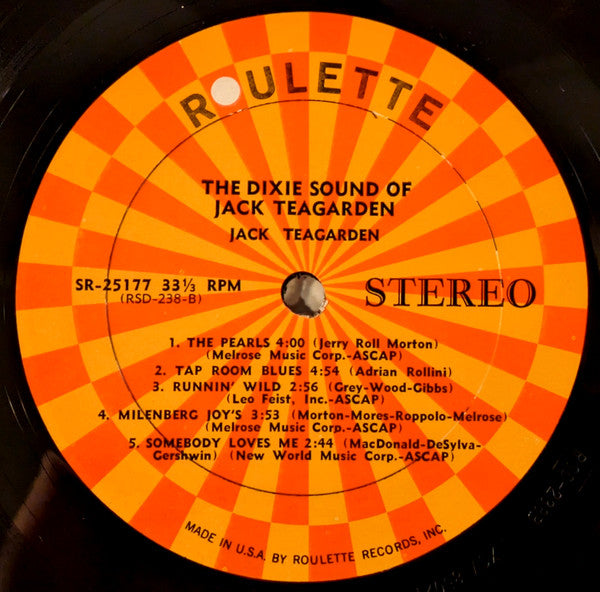 ROULETTE
THE DIXIE SOUND OF
JACK TEAGARDEN
JACK TEAGARDEN
SR-25177 33⅓ RPM
(RSD-238-B)
STEREO
1. THE PEARLS 4:00 (Jerry Roll Morton)
(Melrose Music Corp.-ASCAP)
2. TAP ROOM BLUES 4:54 (Adrian Rollini)
3. RUNNIN' WILD 2:56 (Grey-Wood-Gibbs)
(Leo Feist, Inc.-ASCAP)
4. MILENBERG JOY'S 3:53 (Morton-Mores-Roppolo-Melrose)
(Melrose Music Corp.-ASCAP)
5. SOMEBODY LOVES ME 2:44 (MacDonald-DeSylva-
Gershwin) (New World Music Corp.-ASCAP)
MADE IN U.S.A. BY ROULETTE RECORDS, INC.